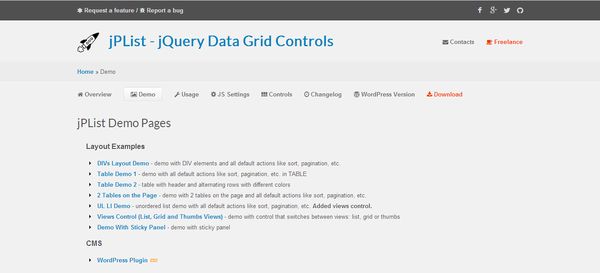 Request a feature / Report a bug
jPList - jQuery Data Grid Controls
Contacts Freelance
Home » Demo
Overview Demo Usage JS Settings Controls Changelog WordPress Version Download
jPList Demo Pages
Layout Examples
DIVs Layout Demo - demo with DIV elements and all default actions like sort, pagination, etc.
Table Demo 1 - demo with all default actions like sort, pagination, etc. in TABLE
Table Demo 2 - table with header and alternating rows with different colors
2 Tables on the Page - demo with 2 tables on the page and all default actions like sort, pagination, etc.
UL LI Demo - unordered list demo with all default actions like sort, pagination, etc. Added views control.
Views Control (List, Grid and Thumbs Views) - demo with control that switches between views: list, grid or thumbs
Demo With Sticky Panel - demo with sticky panel
CMS
WordPress Plugin